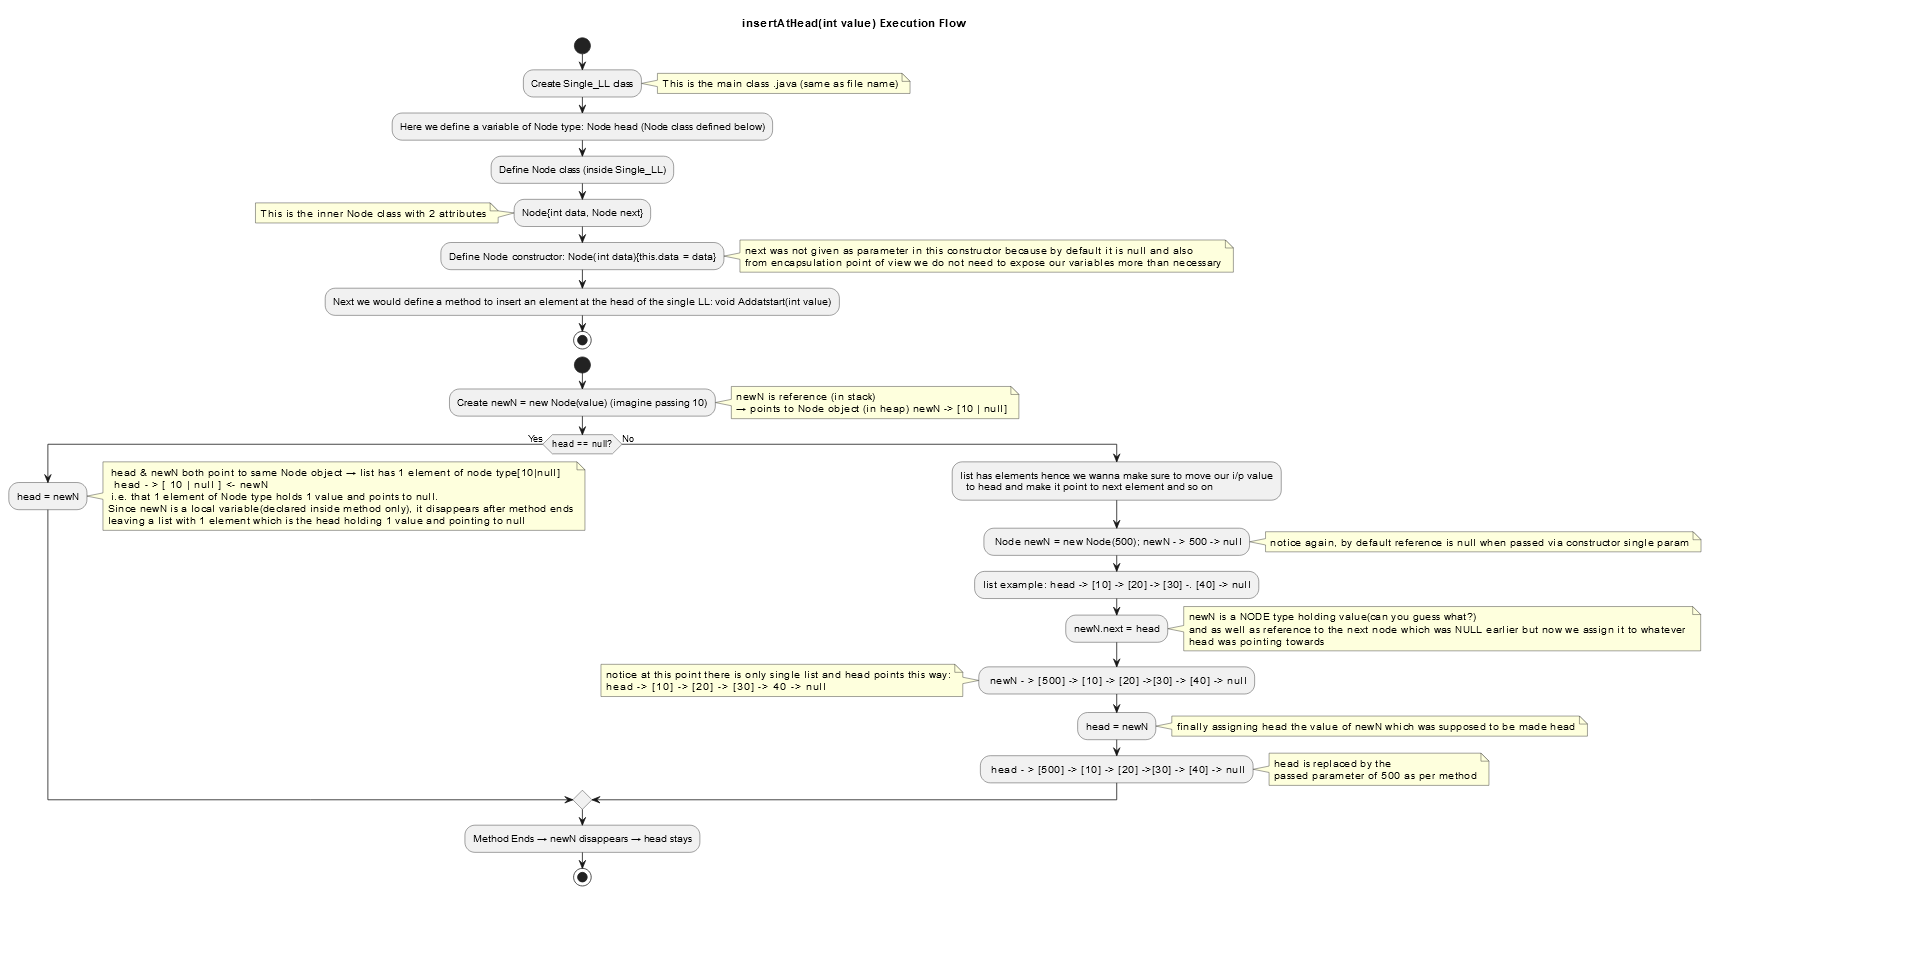 insertAtHead(int value) Execution Flow
Create Single_LL class
This is the main class .java (same as file name)
Here we define a variable of Node type: Node head (Node class defined below)
Define Node class (inside Single_LL)
This is the inner Node class with 2 attributes
Node{int data, Node next}
Define Node constructor: Node(int data){this.data = data}
next was not given as parameter in this constructor because by default it is null and also
from encapsulation point of view we do not need to expose our variables more than necessary
Next we would define a method to insert an element at the head of the single LL: void Addatstart(int value)
Create newN = new Node(value) (imagine passing 10)
newN is reference (in stack)
→ points to Node object (in heap) newN -> [10 | null]
Yes
head == null?
No
head = newN
head & newN both point to same Node object → list has 1 element of node type[10|null]
head - > [ 10 | null ] <- newN
i.e. that 1 element of Node type holds 1 value and points to null.
Since newN is a local variable(declared inside method only), it disappears after method ends
leaving a list with 1 element which is the head holding 1 value and pointing to null
list has elements hence we wanna make sure to move our i/p value
to head and make it point to next element and so on
Node newN = new Node(500); newN - > 500 -> null
notice again, by default reference is null when passed via constructor single param
list example: head -> [10] -> [20] -> [30] -. [40] -> null
newN.next = head
newN is a NODE type holding value(can you guess what?)
and as well as reference to the next node which was NULL earlier but now we assign it to whatever
head was pointing towards
notice at this point there is only single list and head points this way:
head -> [10] -> [20] -> [30] -> 40 -> null
newN - > [500] -> [10] -> [20] ->[30] -> [40] -> null
head = newN
finally assigning head the value of newN which was supposed to be made head
head - > [500] -> [10] -> [20] ->[30] -> [40] -> null
head is replaced by the
passed parameter of 500 as per method
Method Ends → newN disappears → head stays